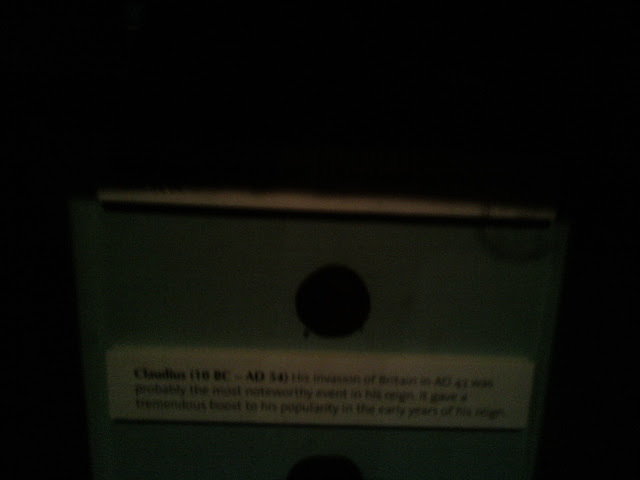 Claudius (10 BC – AD 54) His invasion of Britain in AD 43 was
probably the most noteworthy event in his reign. It gave a
tremendous boost to his popularity in the early years of his reign.